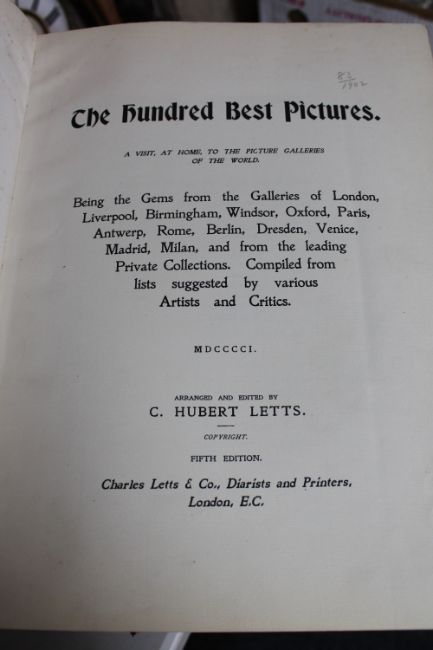 83
1902
The Hundred Best Pictures.
A VISIT, AT HOME, TO THE PICTURE GALLERIES
OF THE WORLD.
Being the Gems from the Galleries of London,
Liverpool, Birmingham, Windsor, Oxford, Paris,
Antwerp, Rome, Berlin, Dresden, Venice,
Madrid, Milan, and from the leading
Private Collections. Compiled from
lists suggested by various
Artists and Critics.
MDCCCCI.
ARRANGED AND EDITED BY
C. HUBERT LETTS.
COPYRIGHT.
FIFTH EDITION.
Charles Letts & Co., Diarists and Printers,
London, E.C.